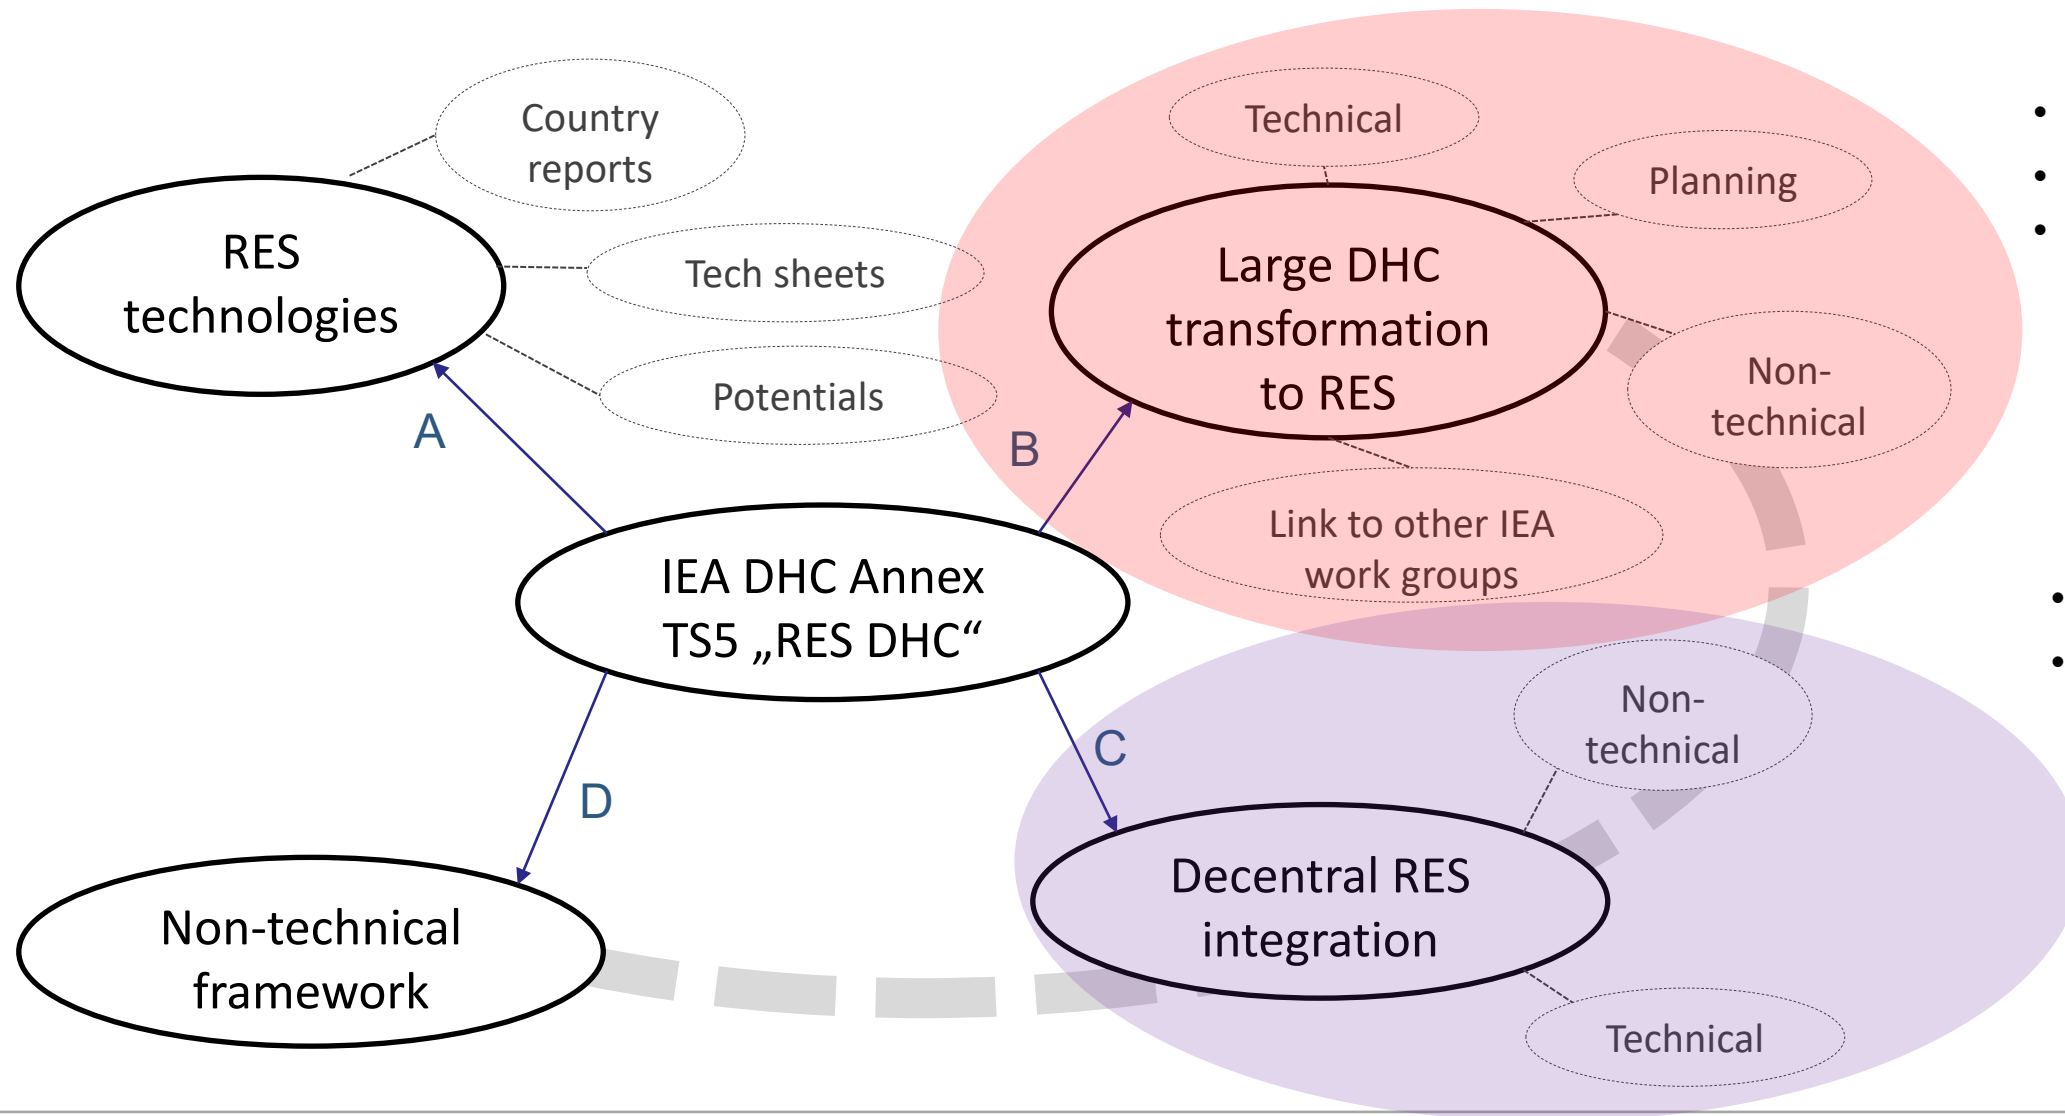 Country
reports
RES
technologies
Tech sheets
Potentials
A
Technical
Planning
Large DHC
transformation
to RES
Non-
technical
B
Link to other IEA
work groups
IEA DHC Annex
TS5 „RES DHC“
C
D
Non-
technical
Decentral RES
integration
Technical
Non-technical
framework